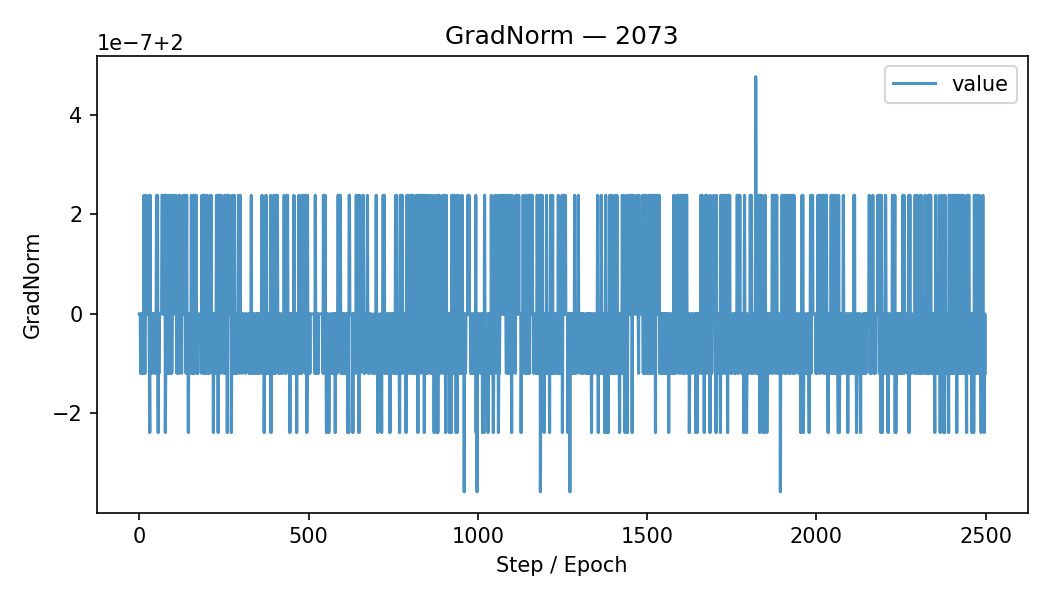 GradNorm — 2073
1e−7+2
value
4
2
0
−2
GradNorm
0
500
1000
1500
2000
2500
Step / Epoch